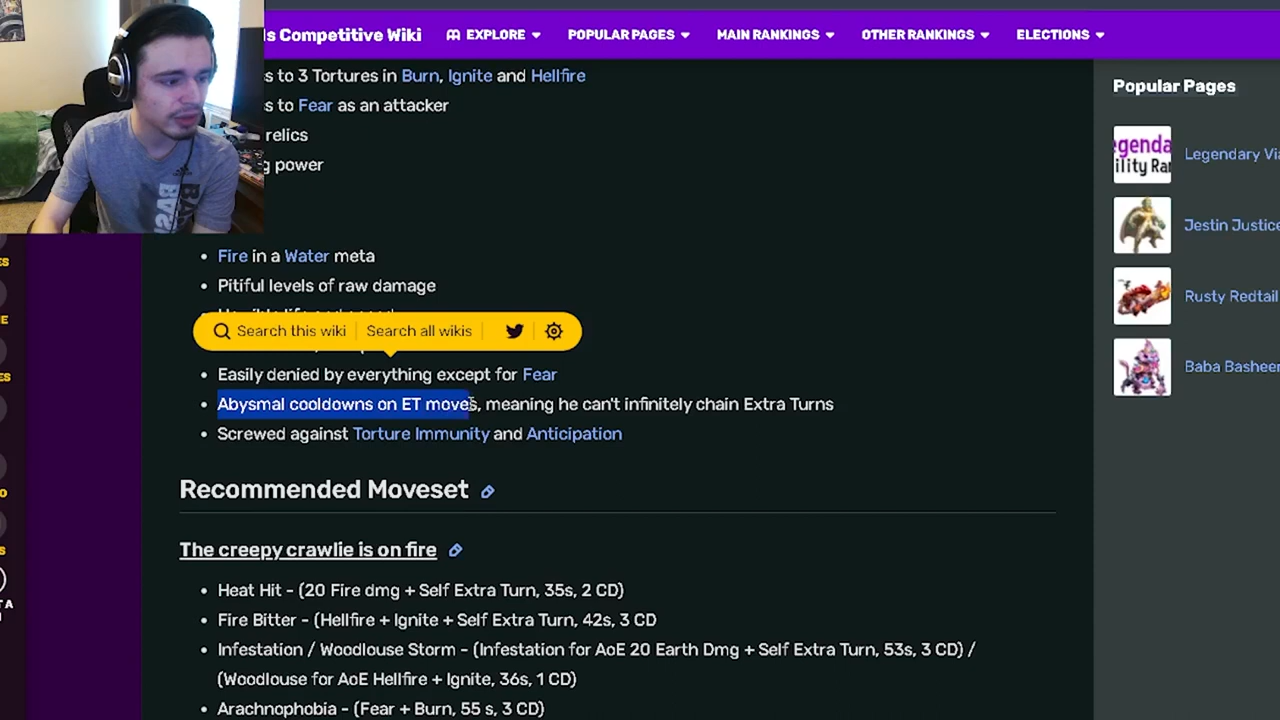 ls Competitive Wiki
EXPLORE
POPULAR PAGES
MAIN RANKINGS
OTHER RANKINGS
ELECTIONS
s to 3 Tortures in Burn, Ignite and Hellfire
s to Fear as an attacker
relics
g power
Fire in a Water meta
Pitiful levels of raw damage
Search this wiki
Search all wikis
Easily denied by everything except for Fear
Abysmal cooldowns on ET moves, meaning he can't infinitely chain Extra Turns
Screwed against Torture Immunity and Anticipation
Recommended Moveset
The creepy crawlie is on fire
Heat Hit - (20 Fire dmg + Self Extra Turn, 35s, 2 CD)
Fire Bitter - (Hellfire + Ignite + Self Extra Turn, 42s, 3 CD
Infestation / Woodlouse Storm - (Infestation for AoE 20 Earth Dmg + Self Extra Turn, 53s, 3 CD) /
(Woodlouse for AoE Hellfire + Ignite, 36s, 1 CD)
Arachnophobia - (Fear + Burn, 55 s, 3 CD)
Popular Pages
egenda
ility Ra
Legendary Vi
Jestin Justice
Rusty Redtail
Baba Basheer